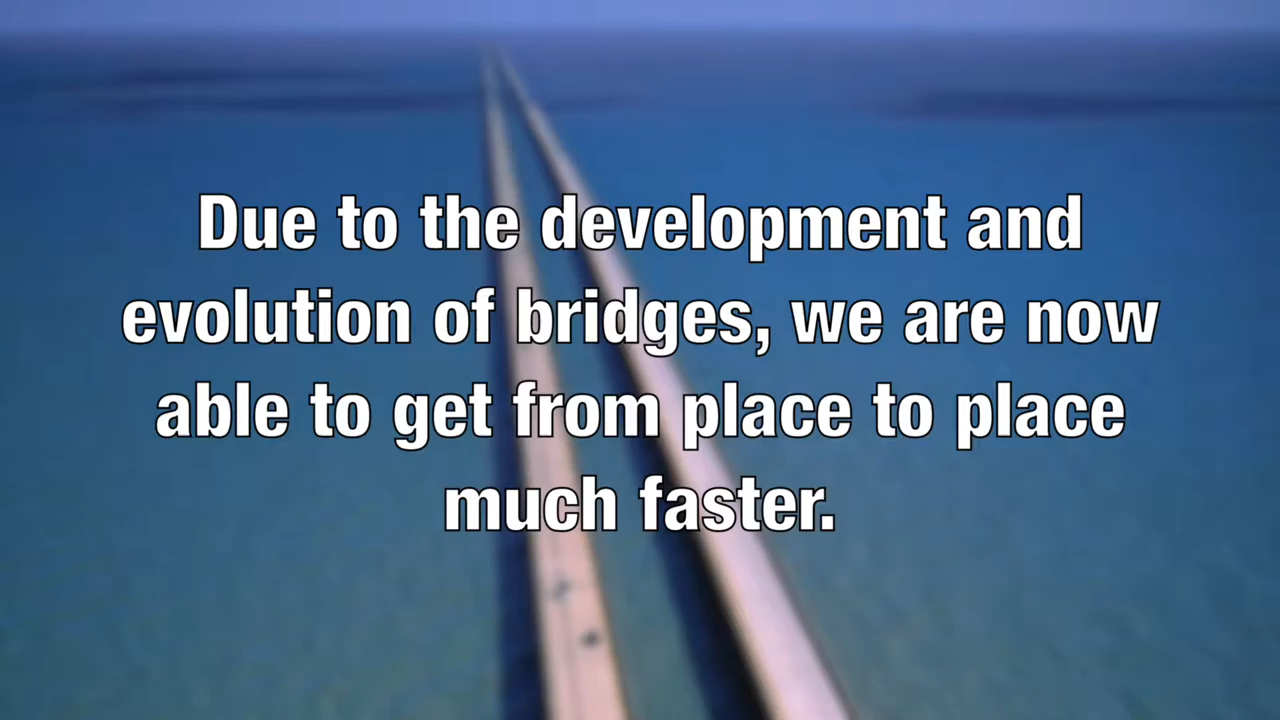 Due to the development and
evolution of bridges, we are now
able to get from place to place
much faster.